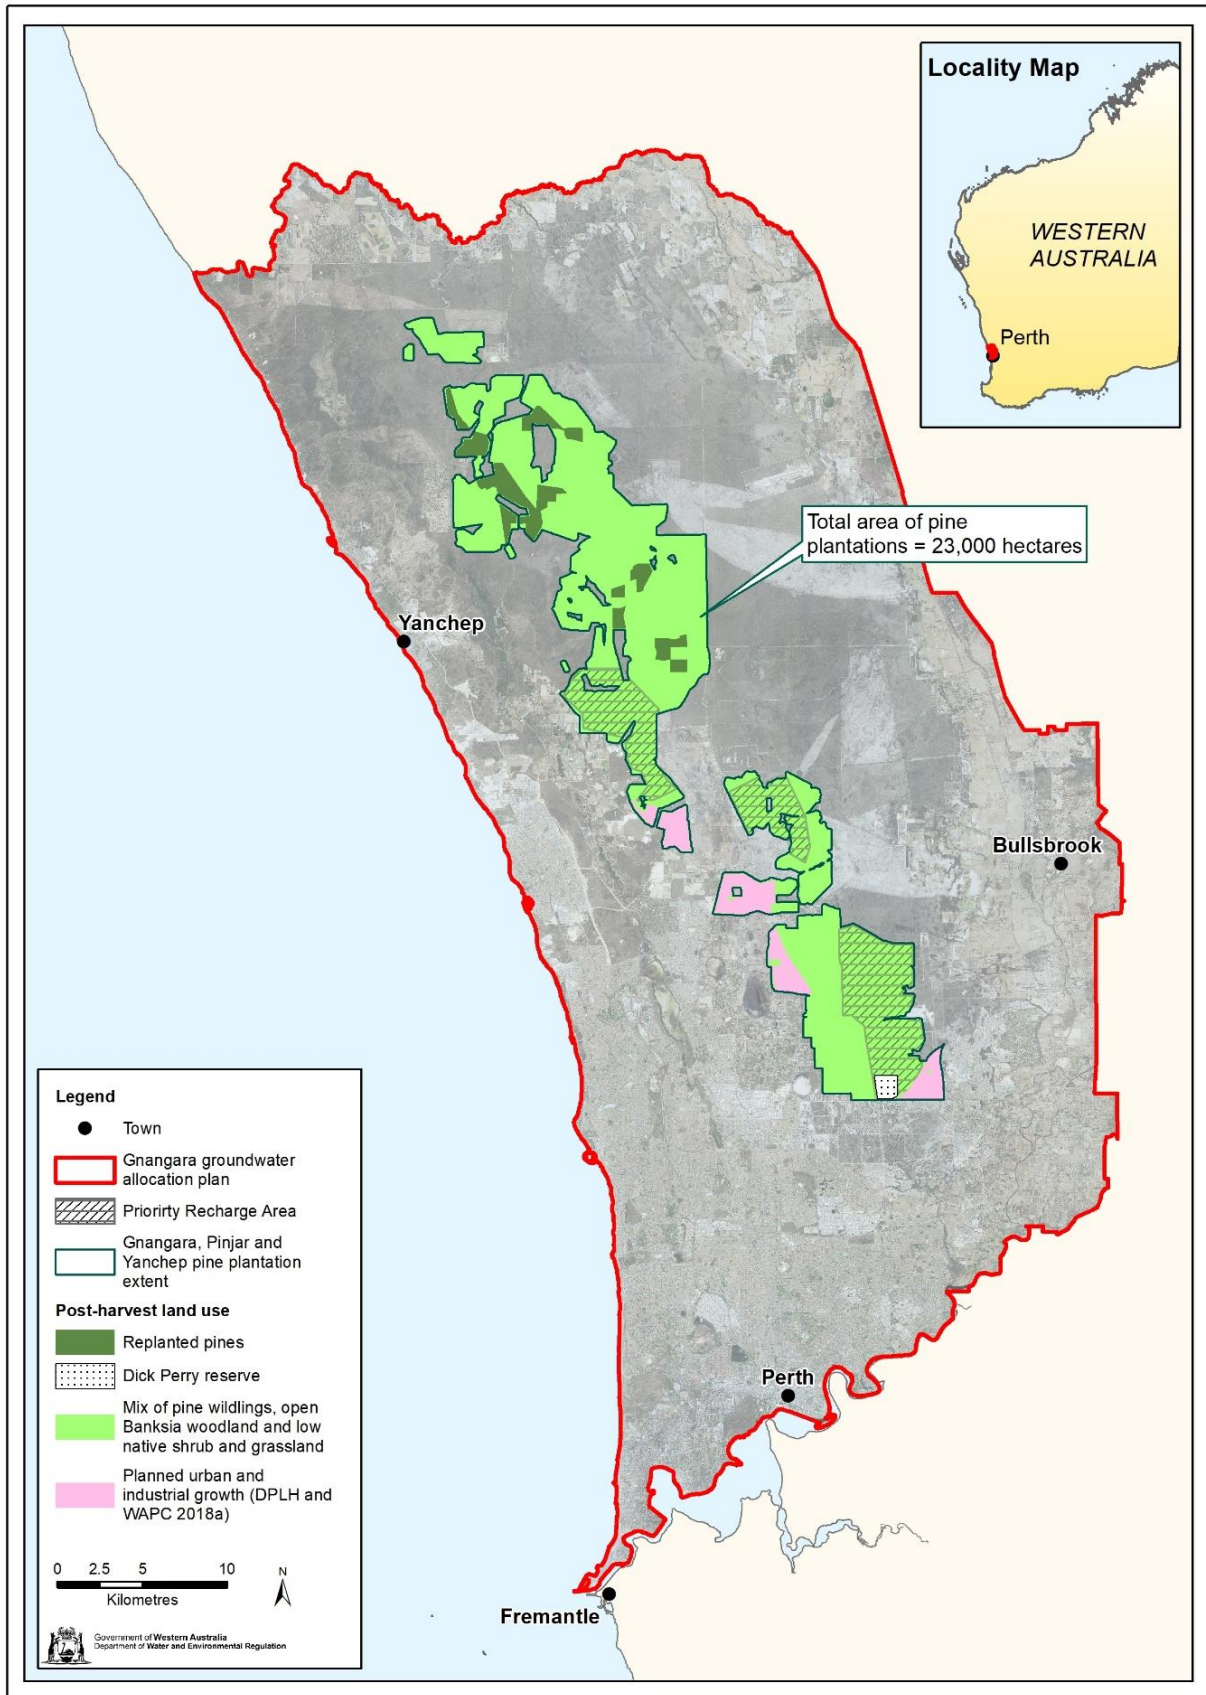 Locality Map
WESTERN
AUSTRALIA
Perth
Total area of pine
plantations = 23,000 hectares
Yanchep
Bullsbrook
Perth
Fremantle
Legend
Town
Gnangara groundwater
allocation plan
Priorirty Recharge Area
Gnangara, Pinjar and
Yanchep pine plantation
extent
Post-harvest land use
Replanted pines
Dick Perry reserve
Mix of pine wildlings, open
Banksia woodland and low
native shrub and grassland
Planned urban and
industrial growth (DPLH and
WAPC 2018a)
0 2.5 5 10
Kilometres
N
Government of Western Australia
Department of Water and Environmental Regulation